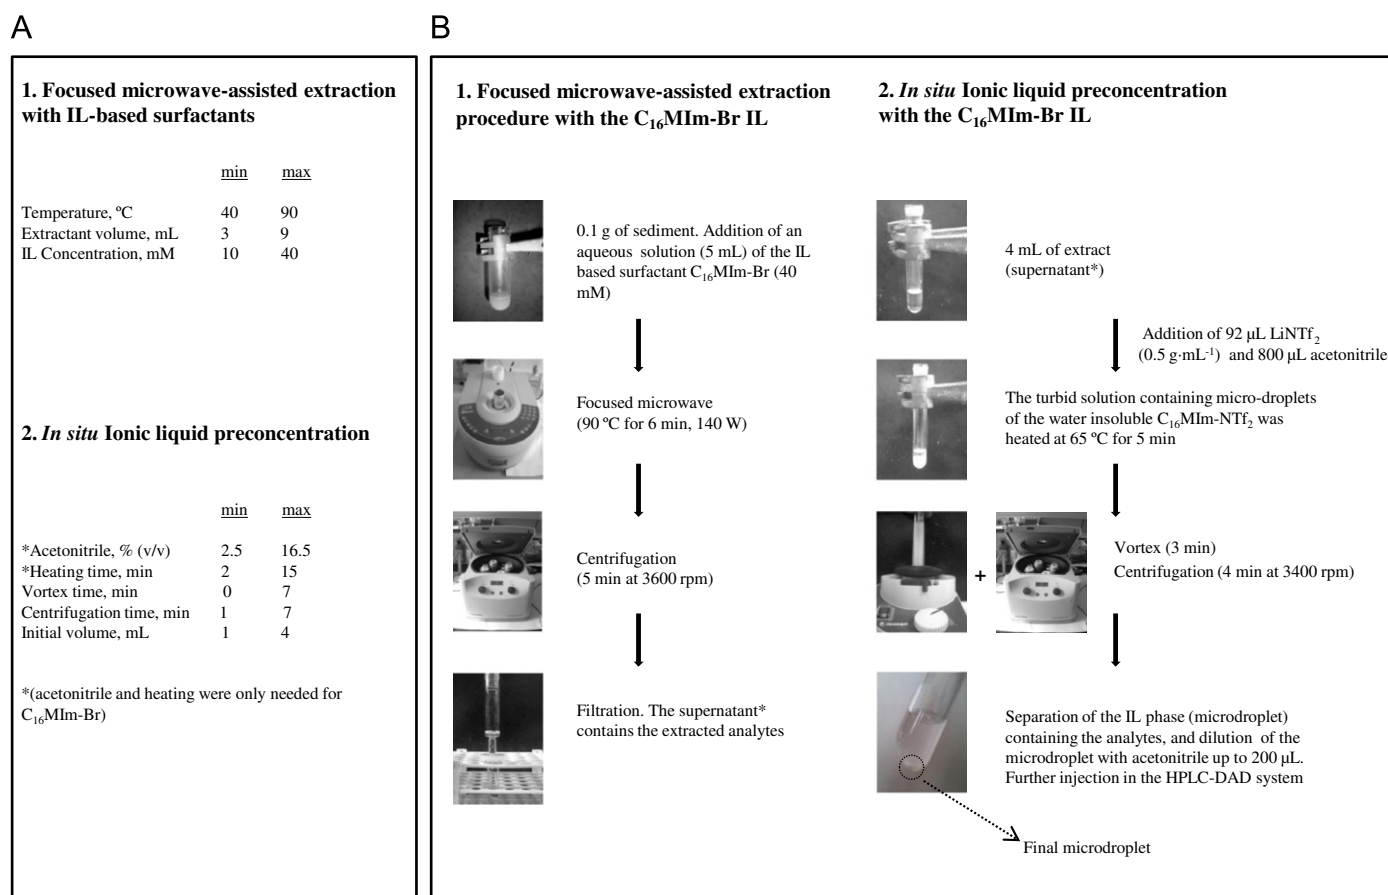 A
1. Focused microwave-assisted extraction
with IL-based surfactants
min max
Temperature, ºC 40 90
Extractant volume, mL 3 9
IL Concentration, mM 10 40
2. In situ Ionic liquid preconcentration
min max
*Acetonitrile, % (v/v) 2.5 16.5
*Heating time, min 2 15
Vortex time, min 0 7
Centrifugation time, min 1 7
Initial volume, mL 1 4
*(acetonitrile and heating were only needed for
C16MIm-Br)
B
1. Focused microwave-assisted extraction
procedure with the C16MIm-Br IL
0.1 g of sediment. Addition of an
aqueous solution (5 mL) of the IL
based surfactant C16MIm-Br (40
mM)
Focused microwave
(90 ºC for 6 min, 140 W)
Centrifugation
(5 min at 3600 rpm)
Filtration. The supernatant*
contains the extracted analytes
2. In situ Ionic liquid preconcentration
with the C16MIm-Br IL
4 mL of extract
(supernatant*)
Addition of 92 µL LiNTf2
(0.5 g·mL-1) and 800 µL acetonitrile
The turbid solution containing micro-droplets
of the water insoluble C16MIm-NTf2 was
heated at 65 ºC for 5 min
+
Vortex (3 min)
Centrifugation (4 min at 3400 rpm)
Separation of the IL phase (microdroplet)
containing the analytes, and dilution of the
microdroplet with acetonitrile up to 200 µL.
Further injection in the HPLC-DAD system
Final microdroplet